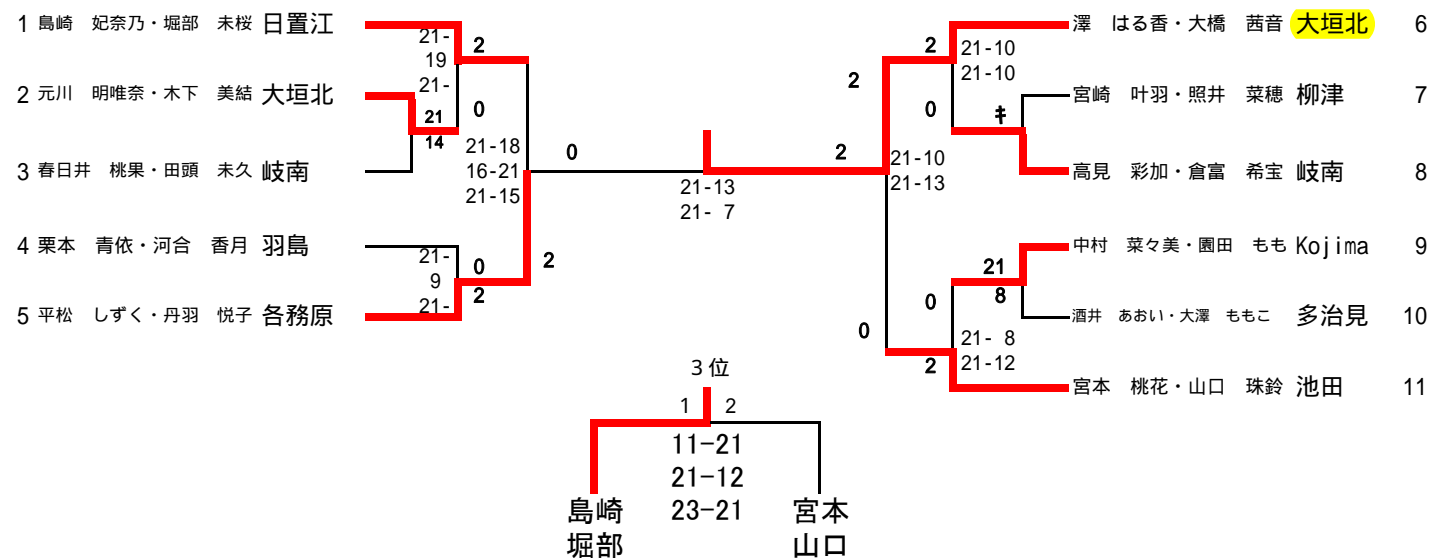 1 島崎 妃奈乃・堀部 未桜 日置江
21-
19
21-
2
2 元川 明唯奈・木下 美結 大垣北
0
21
14
3 春日井 桃果・田頭 未久 岐南
21-18
16-21
21-15
0
4 栗本 青依・河合 香月 羽島
21-
9
21-
0
2
2
5 平松 しずく・丹羽 悦子 各務原
21-13
21- 7
2
澤 はる香・大橋 茜音 大垣北 6
2
21-10
21-10
2
宮崎 叶羽・照井 菜穂 柳津 7
0
キ
21-10
21-13
高見 彩加・倉富 希宝 岐南 8
中村 菜々美・園田 もも Kojima 9
21
8
0
酒井 あおい・大澤 ももこ 多治見 10
0
21- 8
21-12
2
宮本 桃花・山口 珠鈴 池田 11
3位
1 2
11-21
21-12
23-21
島崎
堀部
宮本
山口